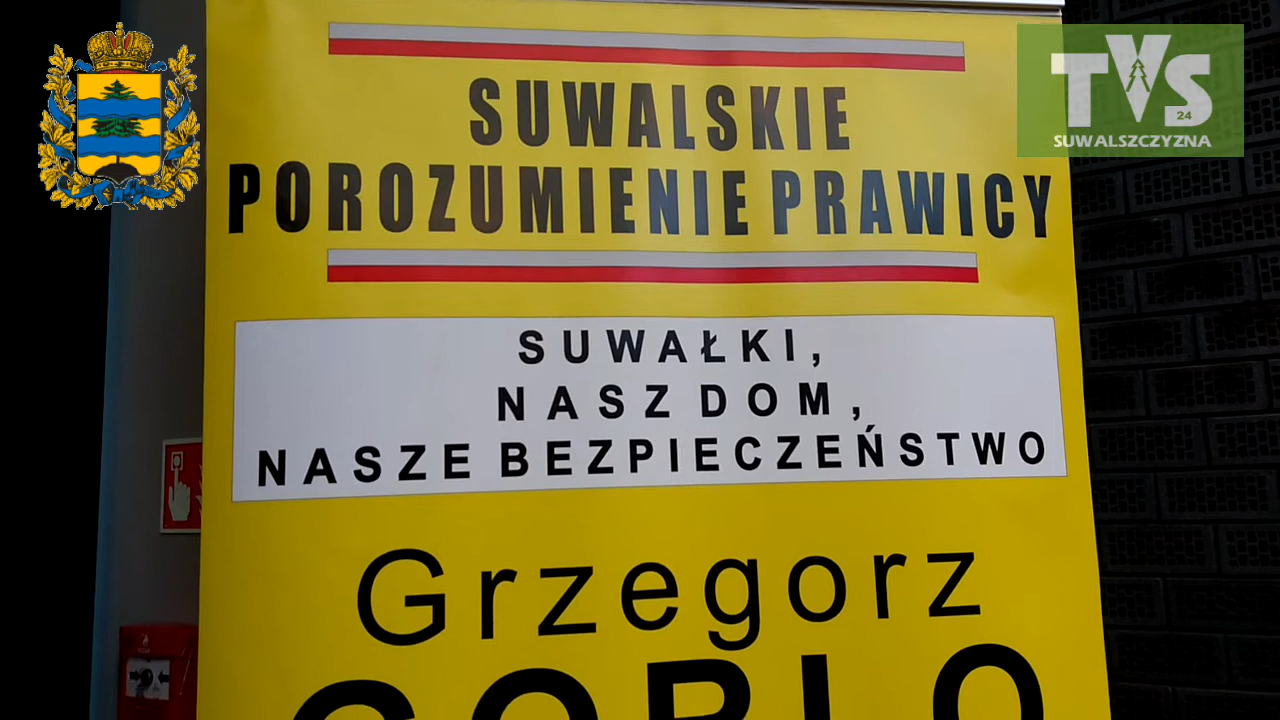 SUWALSKIE
POROZUMIENIE PRAWICY
SUWAŁKI,
NASZ DOM,
NASZE BEZPIECZEŃSTWO
Grzegorz
TVS
24
SUWALSZCZYZNA